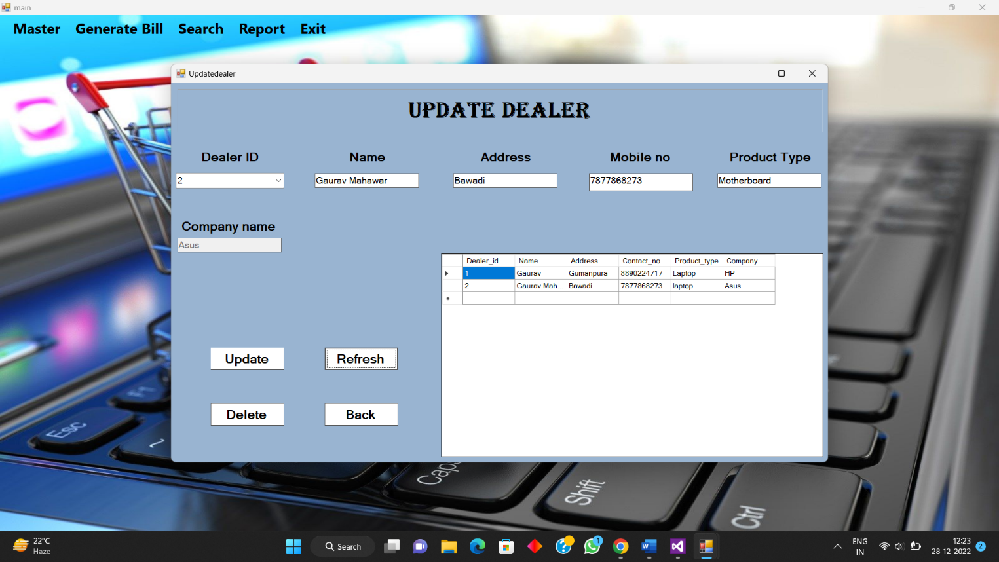 main
Master Generate Bill Search Report Exit
Updatedealer
UPDATE DEALER
Dealer ID Name Address Mobile no Product Type
2 Gaurav Mahawar Bawadi 7877868273 Motherboard
Company name
Asus
Dealer_id Name Address Contact_no Product_type Company
1 Gaurav Gumanpura 8890224717 Laptop HP
2 Gaurav Mah... Bawadi 7877868273 laptop Asus
Update Refresh
Delete Back
F1
Esc
~
Caps
Shift
Ctrl
22°C
Haze
Search
1
ENG
IN
12:23
28-12-2022
2